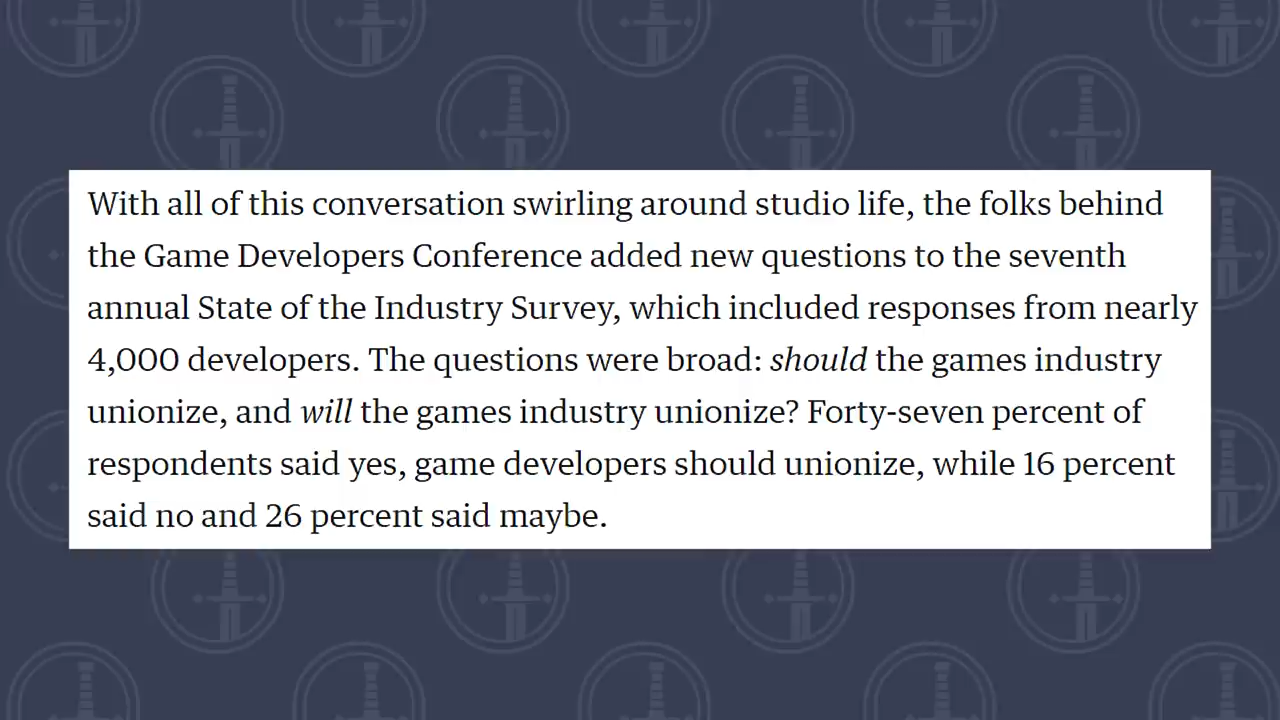 With all of this conversation swirling around studio life, the folks behind
the Game Developers Conference added new questions to the seventh
annual State of the Industry Survey, which included responses from nearly
4,000 developers. The questions were broad: should the games industry
unionize, and will the games industry unionize? Forty-seven percent of
respondents said yes, game developers should unionize, while 16 percent
said no and 26 percent said maybe.